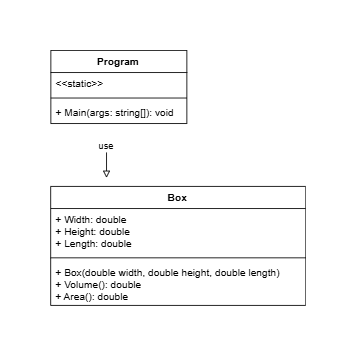 Program
<<static>>
+ Main(args: string[]): void
use
Box
+ Width: double
+ Height: double
+ Length: double
+ Box(double width, double height, double length)
+ Volume(): double
+ Area(): double